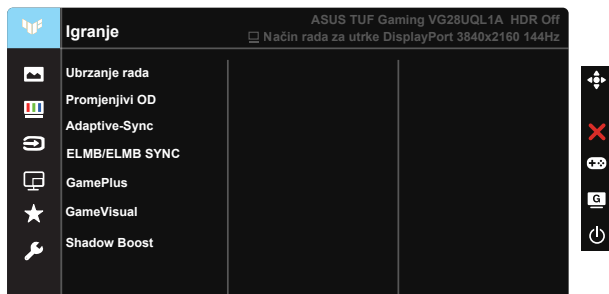 Igranje
ASUS TUF Gaming VG28UQL1A HDR Off
Način rada za utrke DisplayPort 3840x2160 144Hz
Ubrzanje rada
Promjenjivi OD
Adaptive-Sync
ELMB/ELMB SYNC
GamePlus
GameVisual
Shadow Boost
G